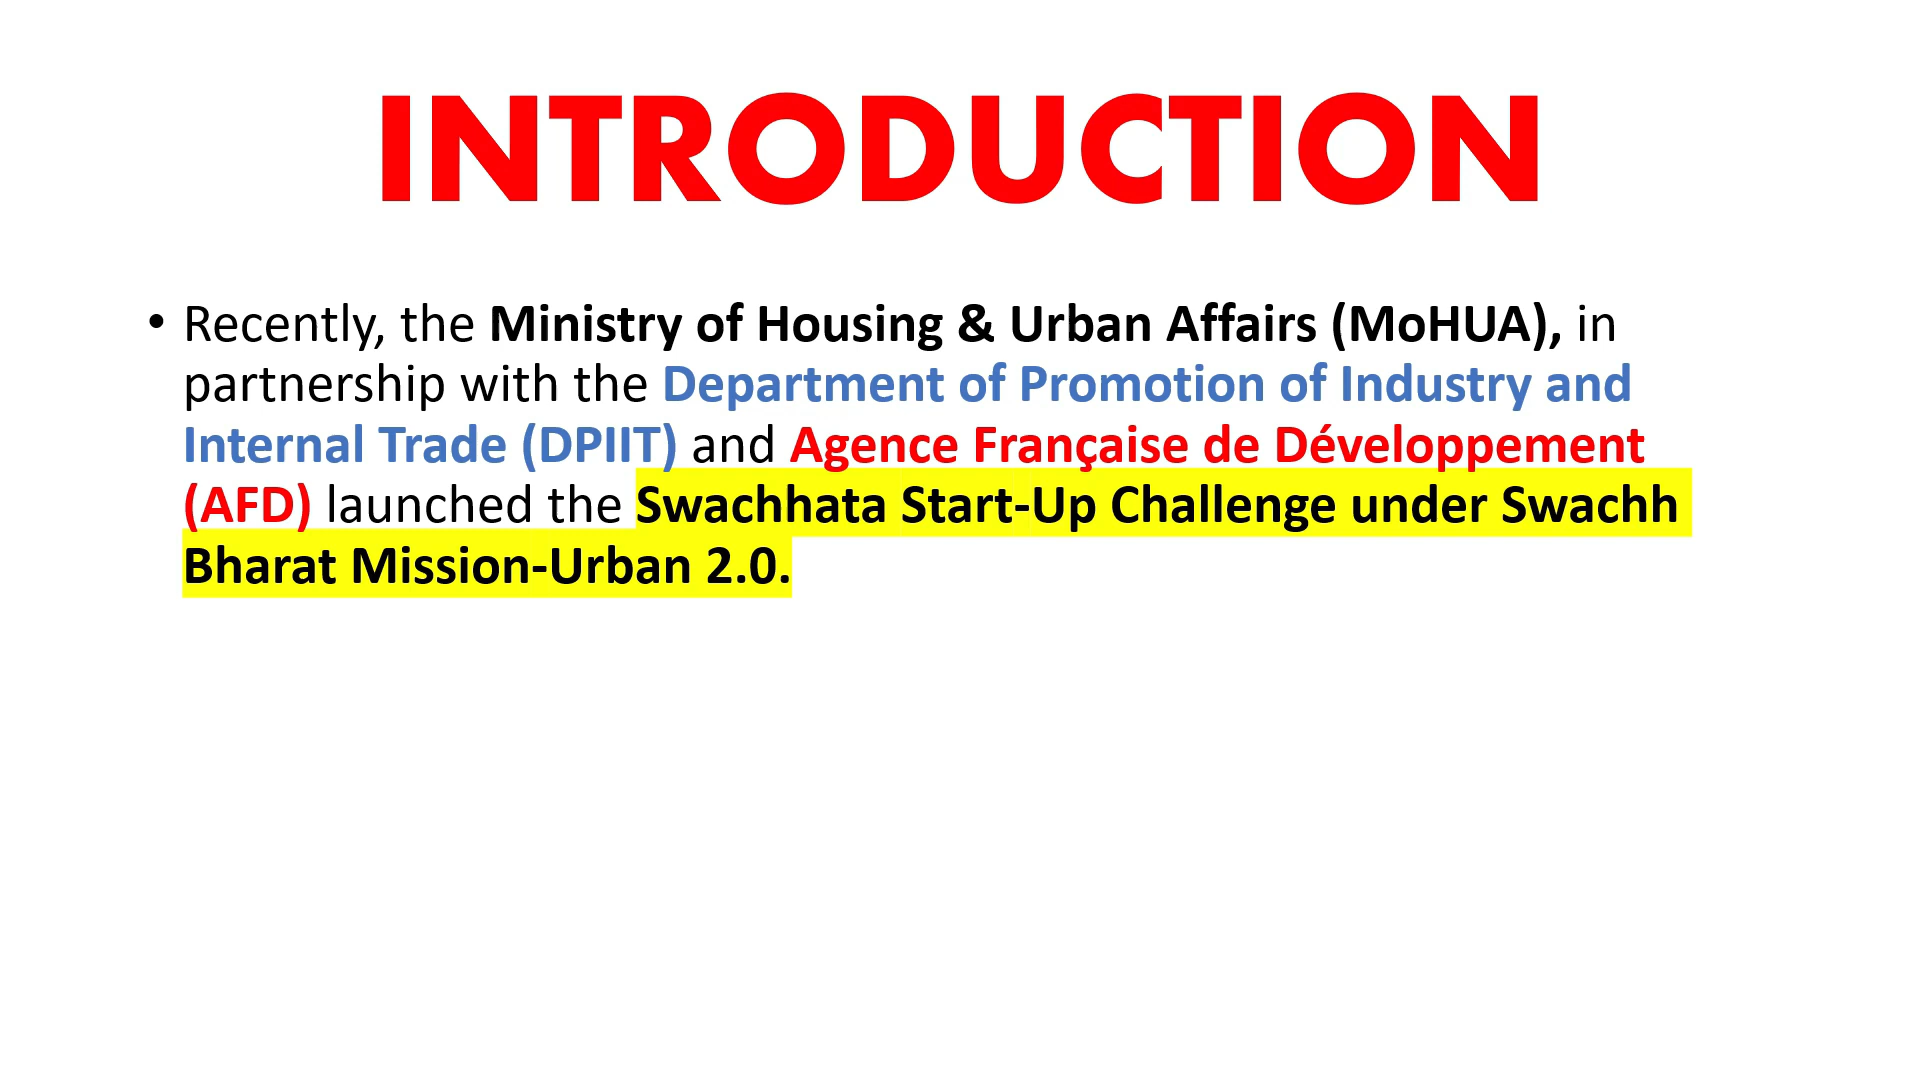 INTRODUCTION
• Recently, the Ministry of Housing & Urban Affairs (MoHUA), in
partnership with the Department of Promotion of Industry and
Internal Trade (DPIIT) and Agence Française de Développement
(AFD) launched the Swachhata Start-Up Challenge under Swachh
Bharat Mission-Urban 2.0.